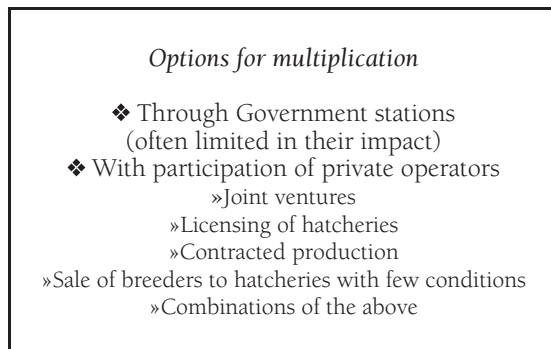 Options for multiplication
❖ Through Government stations
(often limited in their impact)
❖ With participation of private operators
»Joint ventures
»Licensing of hatcheries
»Contracted production
»Sale of breeders to hatcheries with few conditions
»Combinations of the above